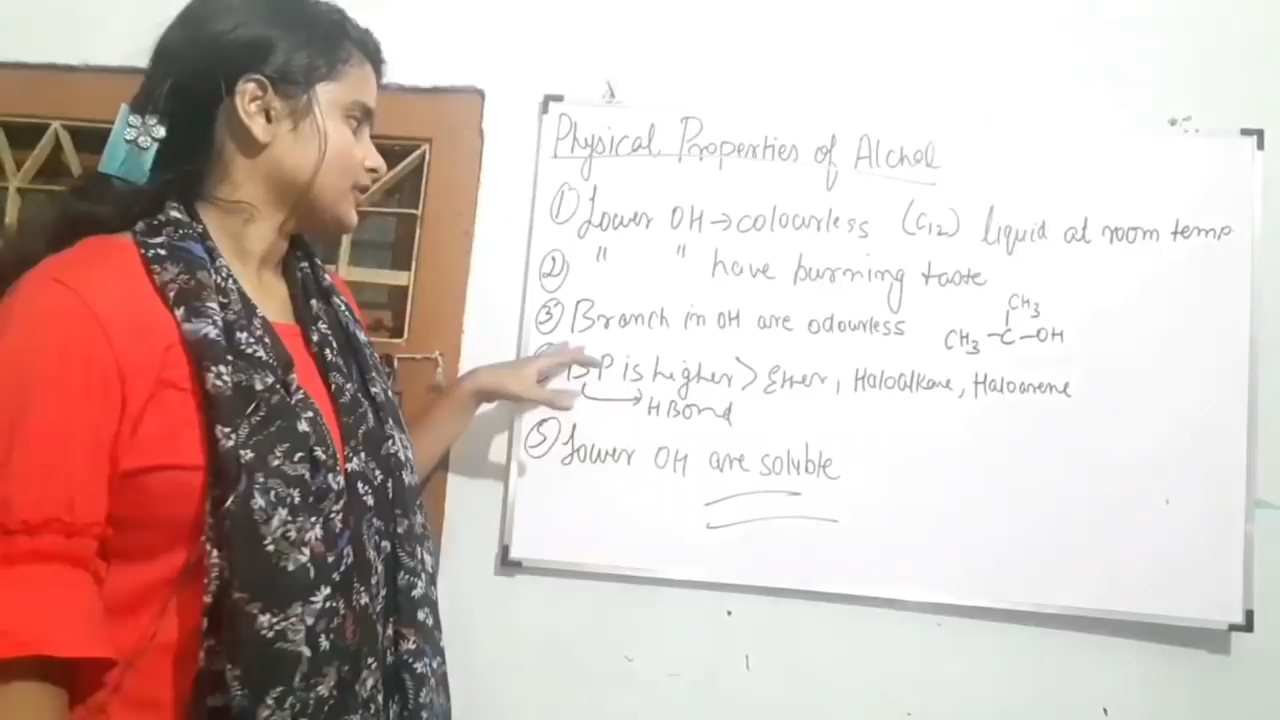 Physical Properties of Alchol
① Lower OH → colourless (C12) liquid at room temp.
② " " have burning taste
③ Branch in OH are odourless
CH3
CH3 – C – OH
BP is higher > Ether, Haloalkane, Haloarene
→ H Bond
⑤ Lower OH are soluble